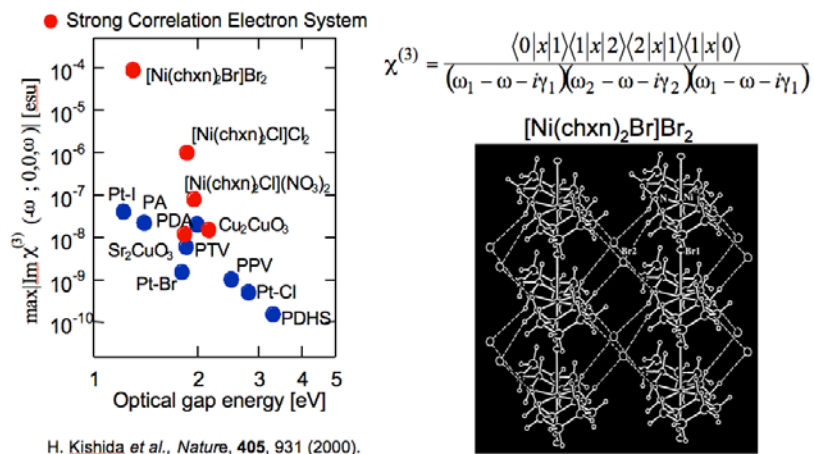 Strong Correlation Electron System
max|Im χ(3) (-ω ; 0,0,ω)| [esu]
10-4
10-5
10-6
10-7
10-8
10-9
10-10
[Ni(chxn)2Br]Br2
[Ni(chxn)2Cl]Cl2
[Ni(chxn)2Cl](NO3)2
Pt-I
PA
PDA
Cu2CuO3
Sr2CuO3
PTV
PPV
Pt-Br
Pt-Cl
PDHS
1
2
3
4
5
Optical gap energy [eV]
H. Kishida et al., Nature, 405, 931 (2000).
χ(3) = ⟨0|x|1⟩⟨1|x|2⟩⟨2|x|1⟩⟨1|x|0⟩ / (ω1 − ω − iγ1)(ω2 − ω − iγ2)(ω1 − ω − iγ1)
[Ni(chxn)2Br]Br2
N
Ni
Br2
Br1